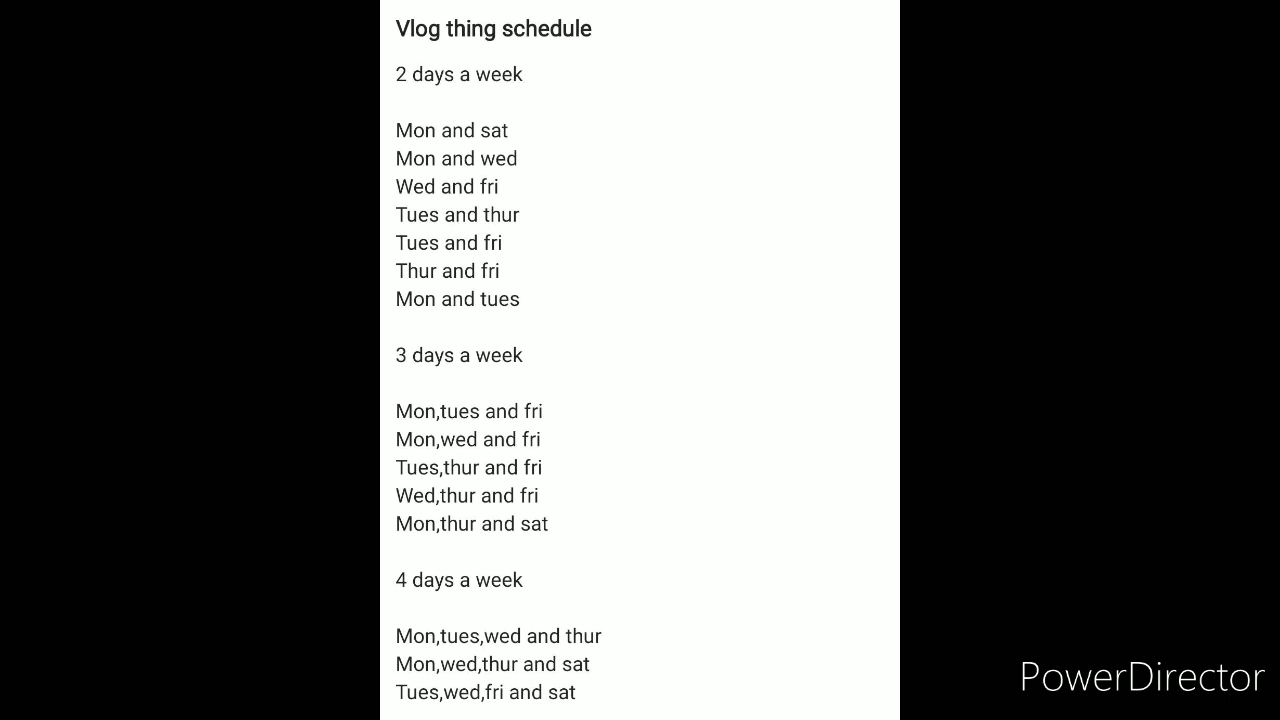 Vlog thing schedule
2 days a week
Mon and sat
Mon and wed
Wed and fri
Tues and thur
Tues and fri
Thur and fri
Mon and tues
3 days a week
Mon,tues and fri
Mon,wed and fri
Tues,thur and fri
Wed,thur and fri
Mon,thur and sat
4 days a week
Mon,tues,wed and thur
Mon,wed,thur and sat
Tues,wed,fri and sat
PowerDirector